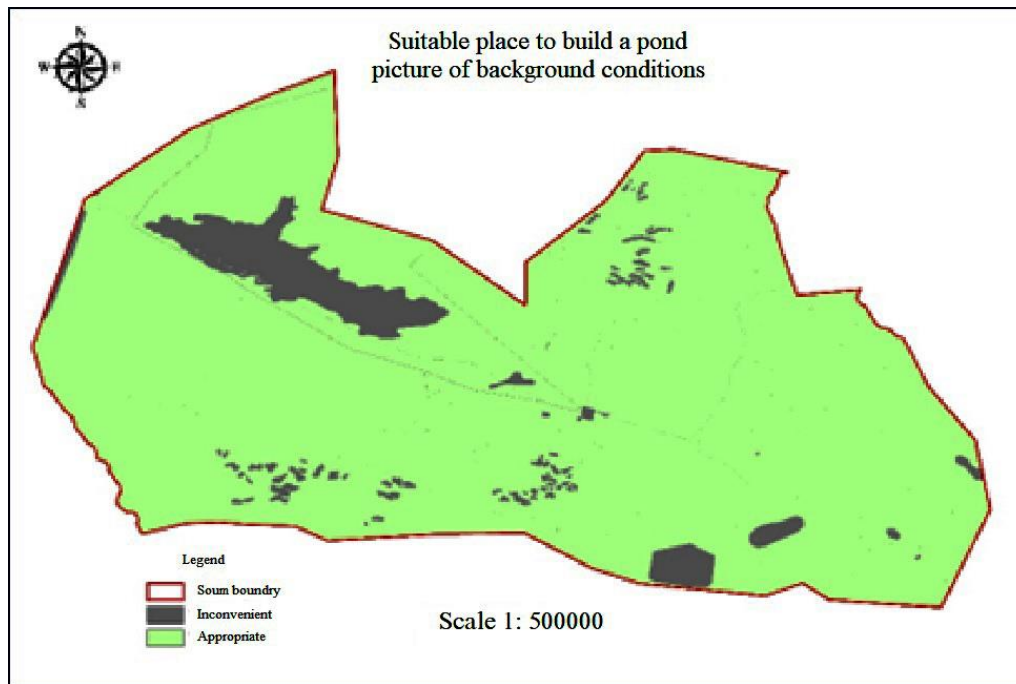 N
W E
S
Suitable place to build a pond
picture of background conditions
Legend
Soum boundry
Inconvenient
Appropriate
Scale 1: 500000